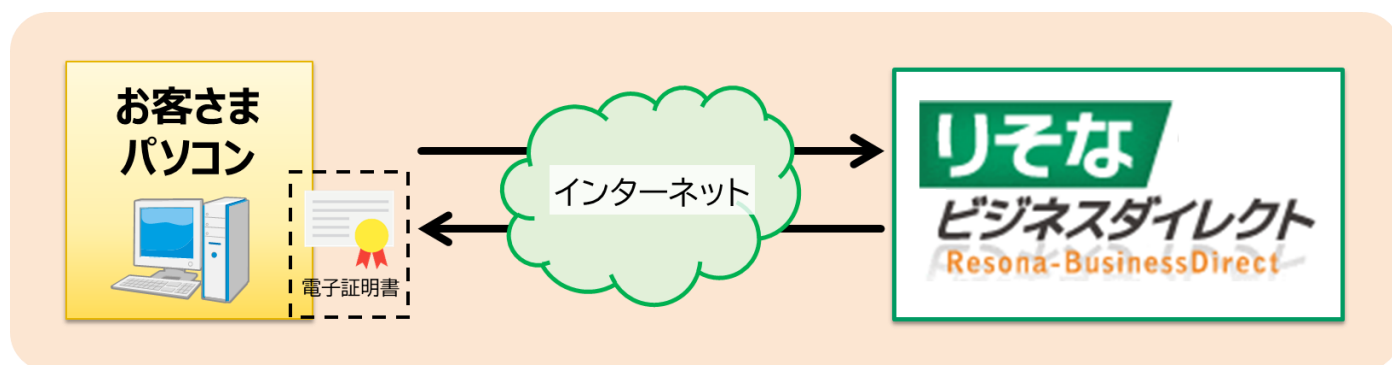 お客さま
パソコン
電子証明書
インターネット
りそな
ビジネスダイレクト
Resona-BusinessDirect